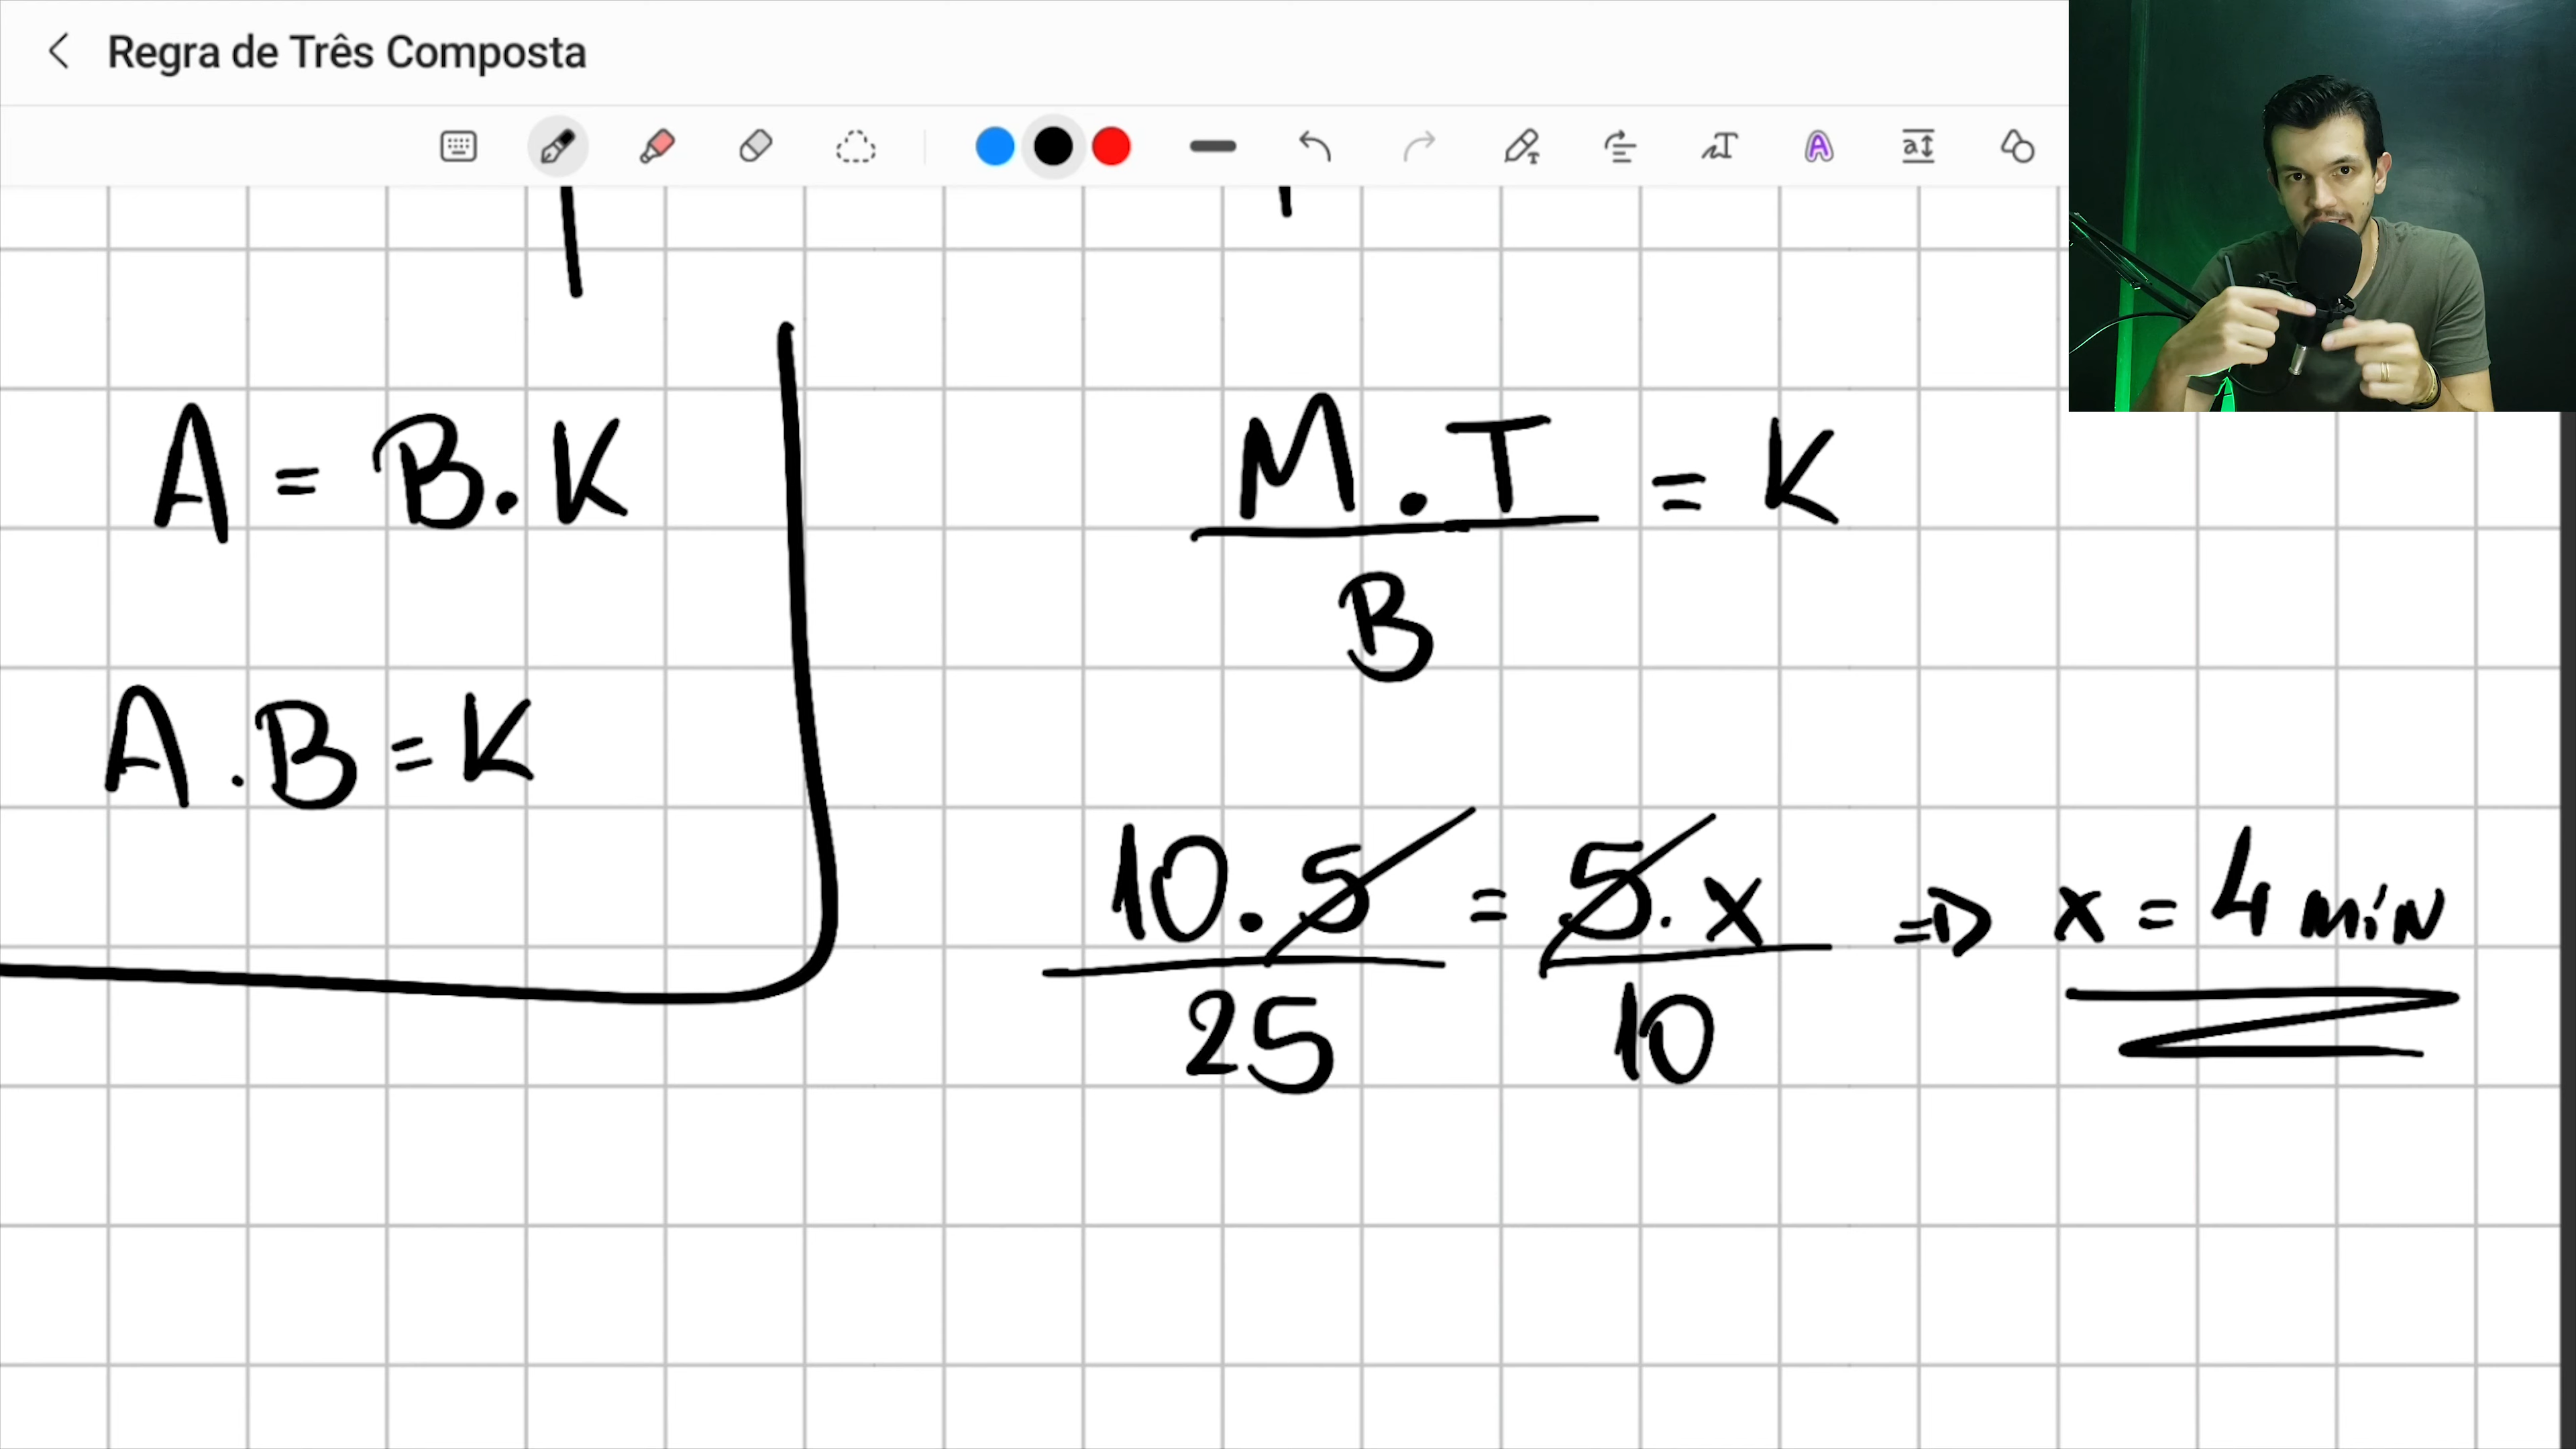 Regra de Três Composta
A = B.K
A.B = K
M.T / B = K
10.5 / 25 = 5.x / 10 ⇒ x = 4 min